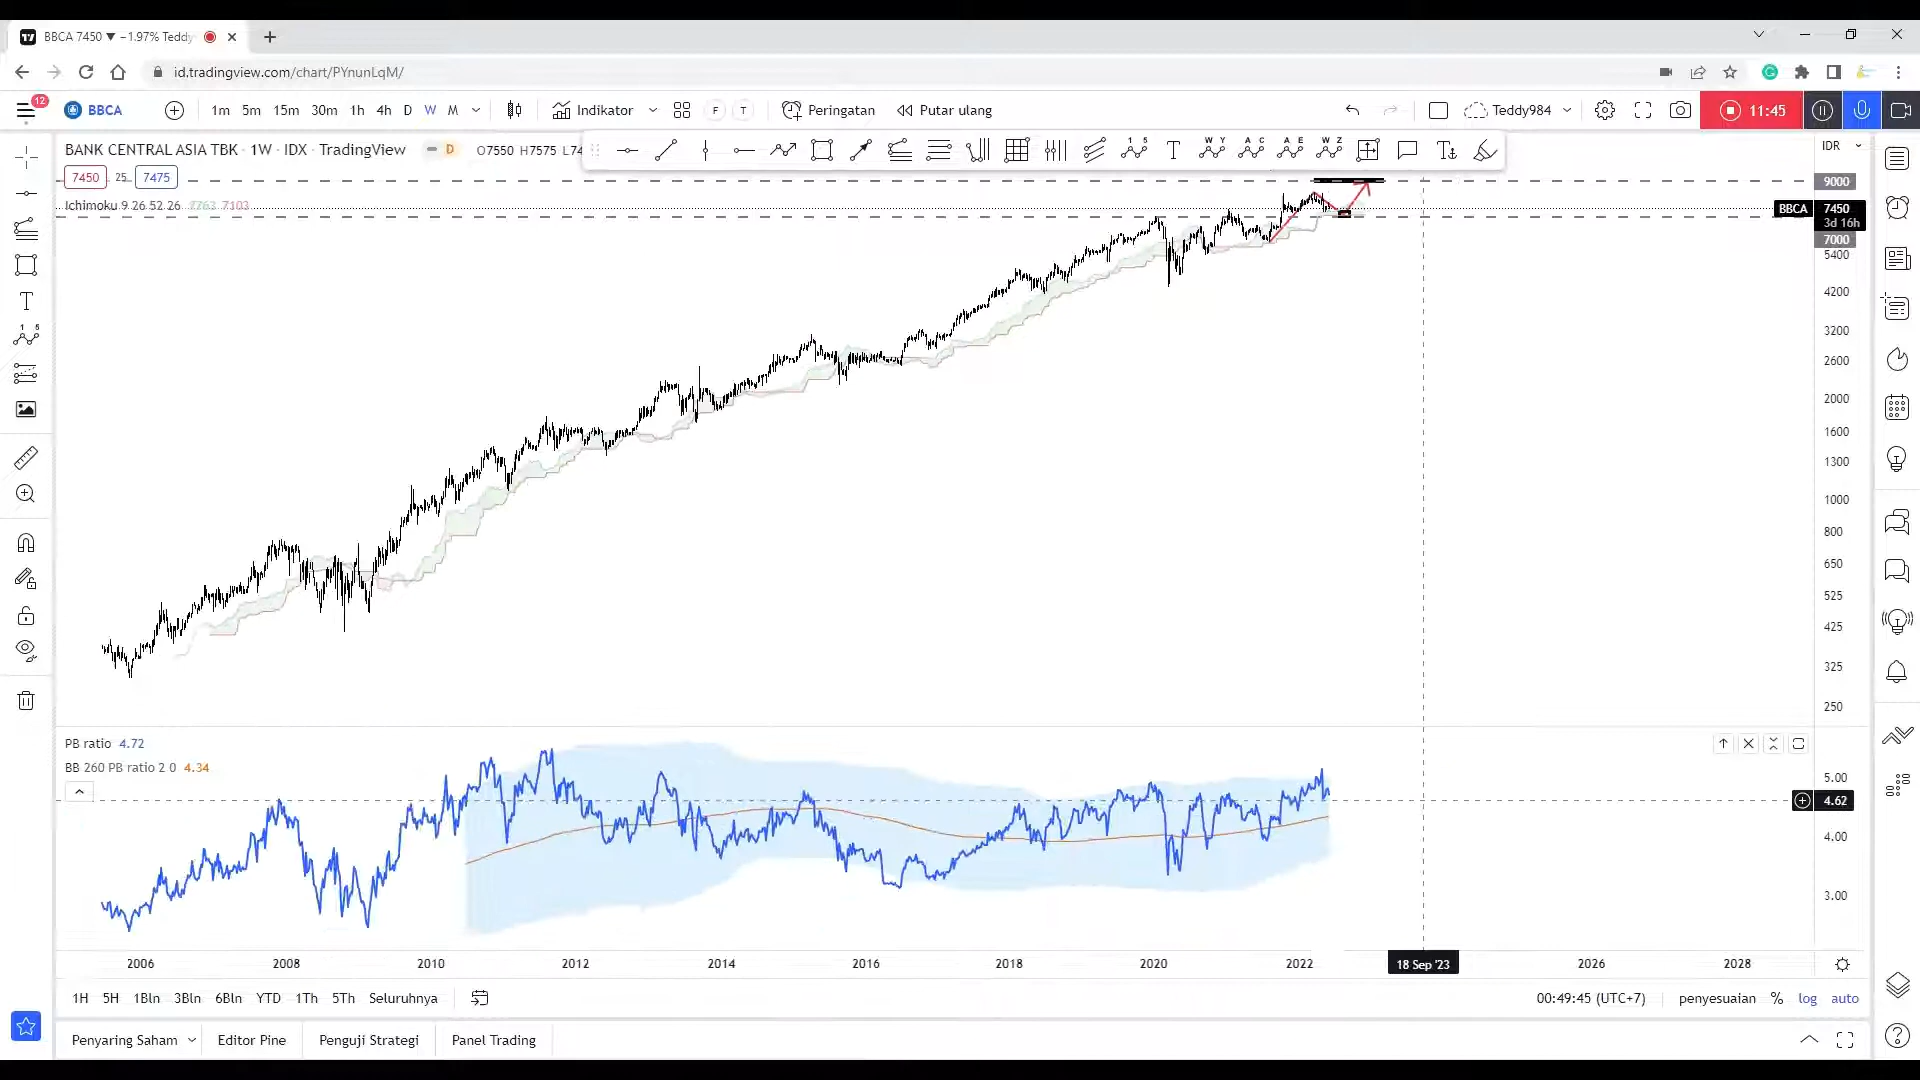 BBCA 7450 ▼ −1.97% Teddy
id.tradingview.com/chart/PYnunLqM/
12
BBCA
1m 5m 15m 30m 1h 4h D W M
Indikator
F T
Peringatan
Putar ulang
Teddy984
11:45
BANK CENTRAL ASIA TBK · 1W · IDX · TradingView
D
O7550 H7575 L74
IDR
7450 25 7475
Ichimoku 9 26 52 26 7763 7103
9000
BBCA 7450
3d 16h
7000
5400
4200
3200
2600
2000
1600
1300
1000
800
650
525
425
325
250
PB ratio 4.72
BB 260 PB ratio 2 0 4.34
5.00
4.62
4.00
3.00
2006 2008 2010 2012 2014 2016 2018 2020 2022 18 Sep '23 2026 2028
1H 5H 1Bln 3Bln 6Bln YTD 1Th 5Th Seluruhnya
00:49:45 (UTC+7) penyesuaian % log auto
Penyaring Saham Editor Pine Penguji Strategi Panel Trading